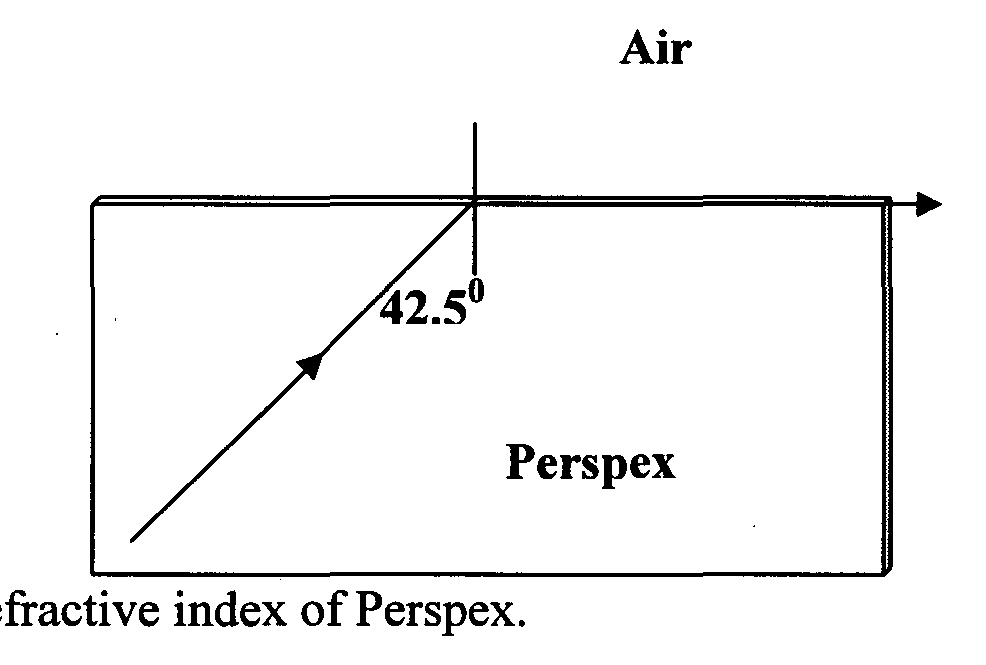 Air
42.5⁰
Perspex
efractive index of Perspex.